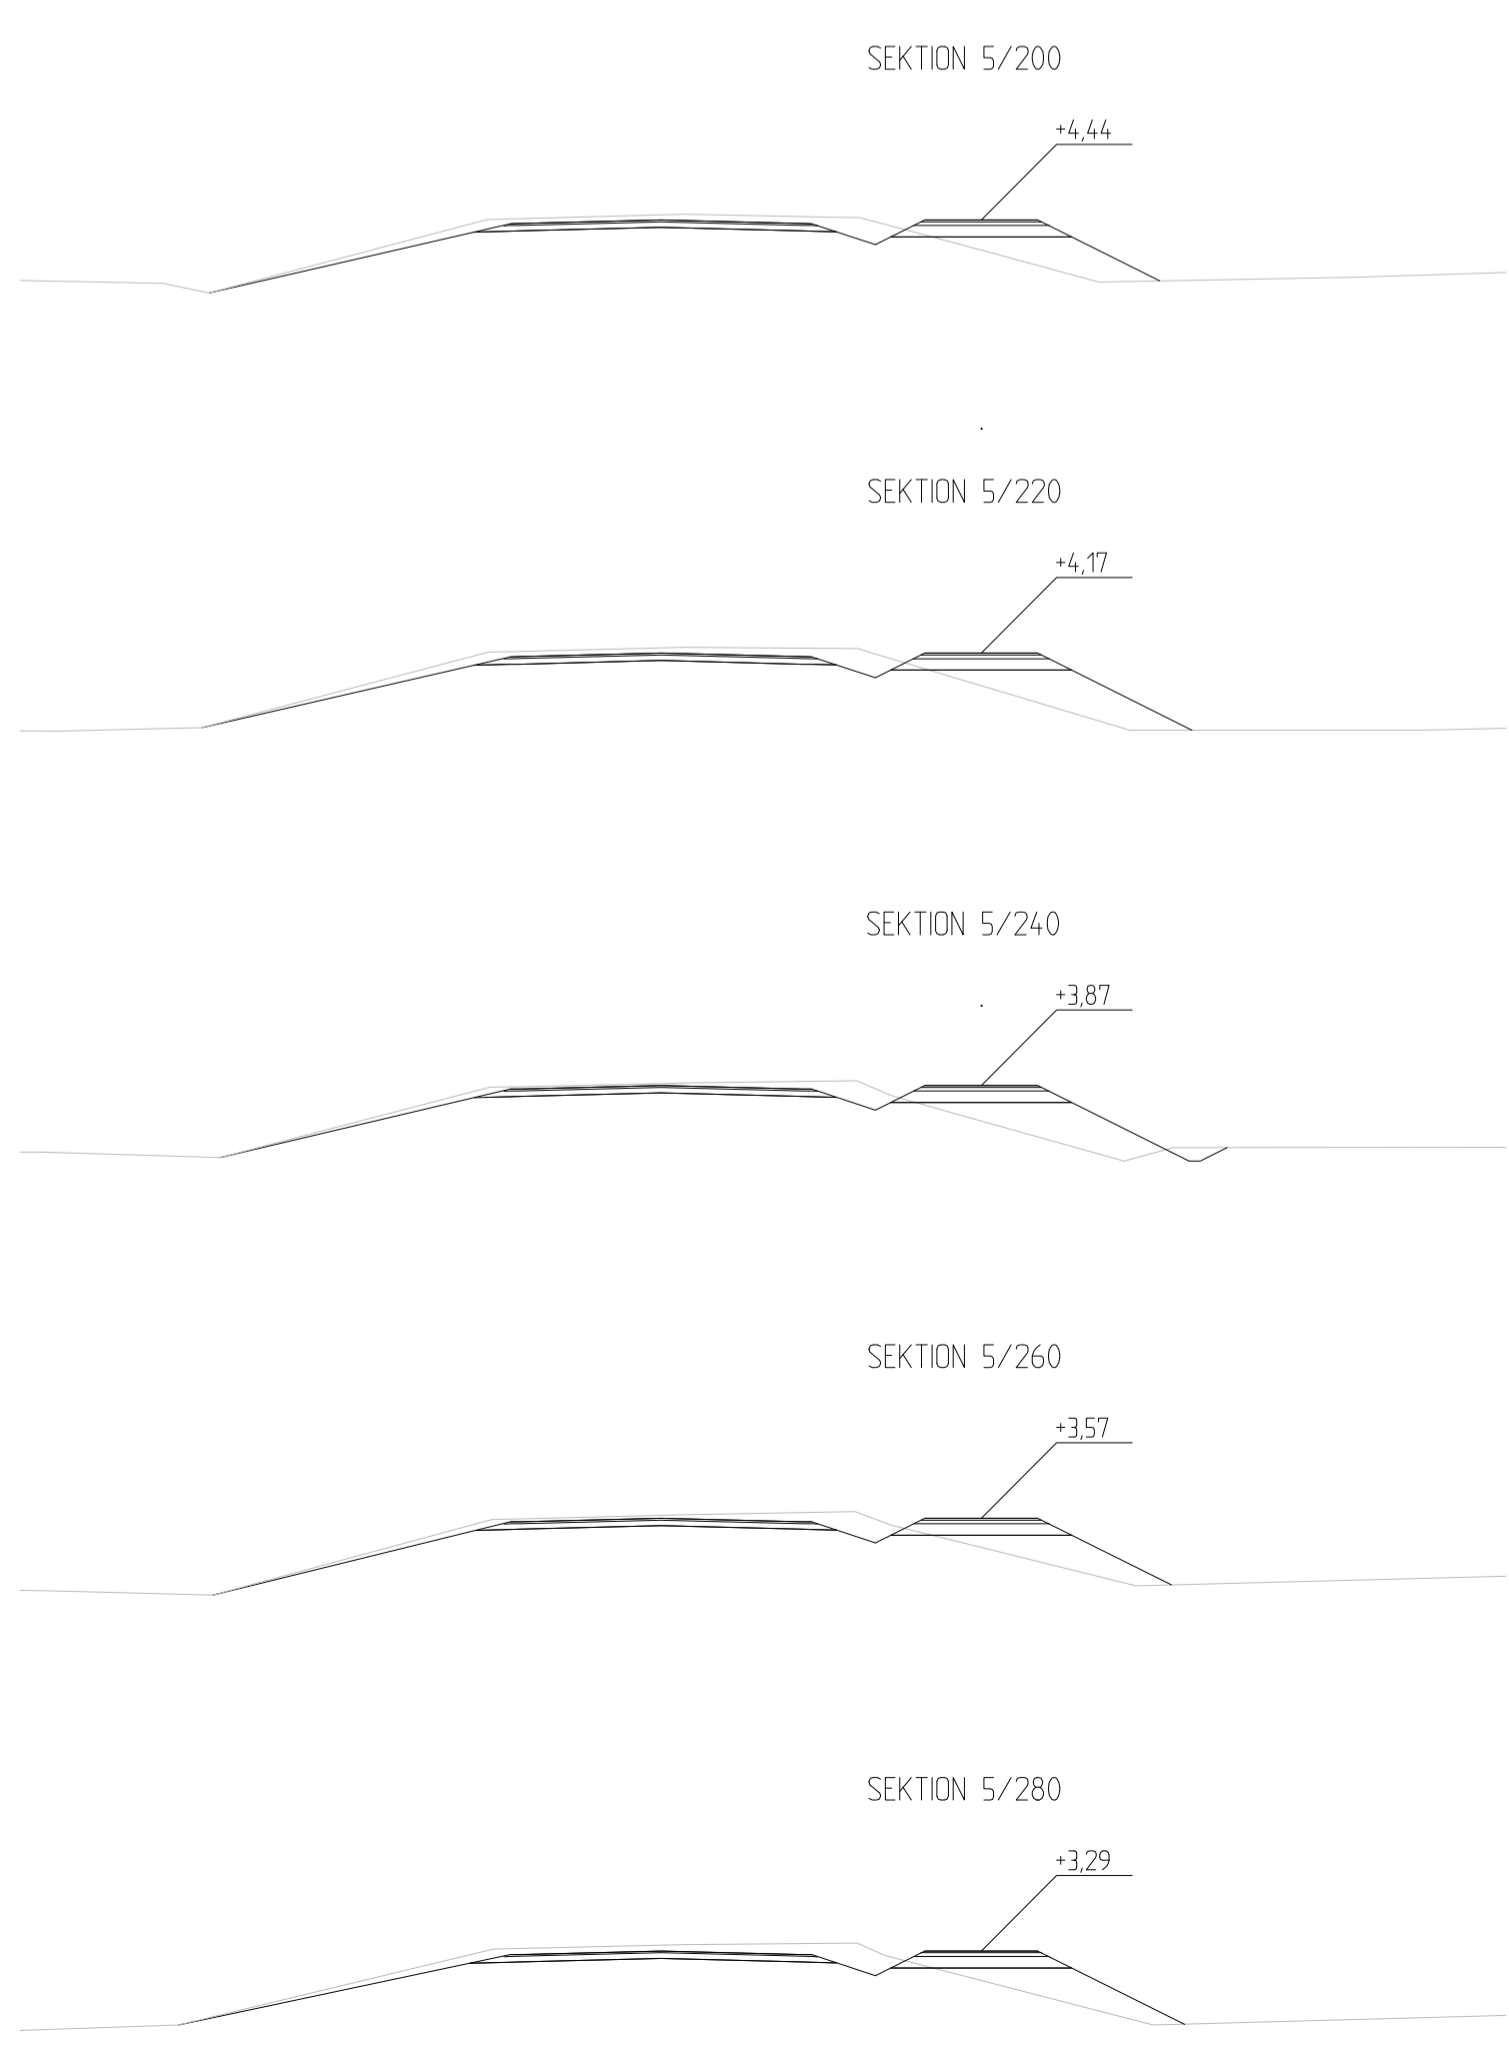 SEKTION 5/200
+4,44
SEKTION 5/220
+4,17
SEKTION 5/240
+3,87
SEKTION 5/260
+3,57
SEKTION 5/280
+3,29